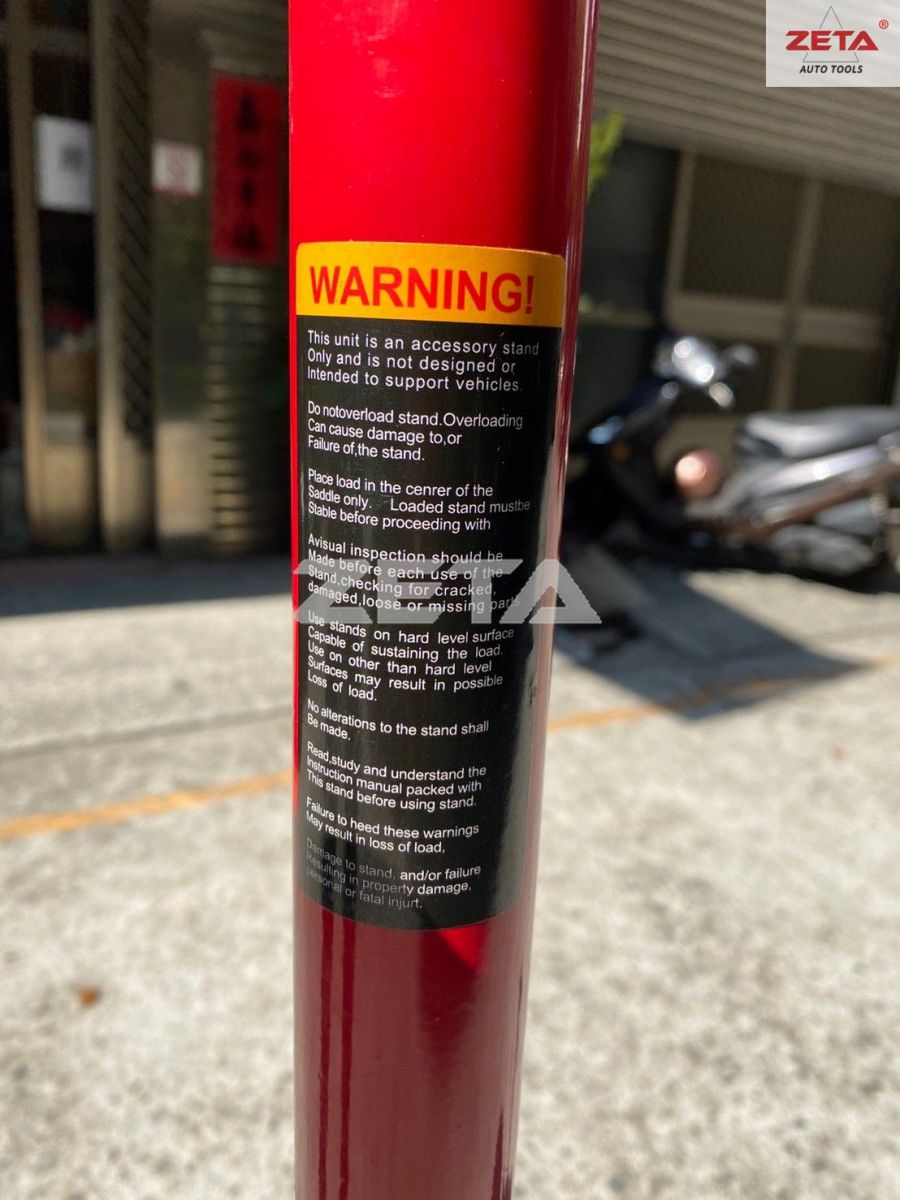 ZETA®
AUTO TOOLS
WARNING!
This unit is an accessory stand
Only and is not designed or
Intended to support vehicles.
Do notoverload stand.Overloading
Can cause damage to,or
Failure of,the stand.
Place load in the cenrer of the
Saddle only. Loaded stand mustbe
Stable before proceeding with
Avisual inspection should be
Made before each use of the
Stand,checking for cracked,
damaged,loose or missing parts
ZETA
Use stands on hard level surface
Capable of sustaining the load.
Use on other than hard level
Surfaces may result in possible
Loss of load.
No alterations to the stand shall
Be made.
Read,study and understand the
Instruction manual packed with
This stand before using stand.
Failure to heed these warnings
May result in loss of load,
Damage to stand, and/or failure
Resulting in property damage,
personal or fatal injurt.